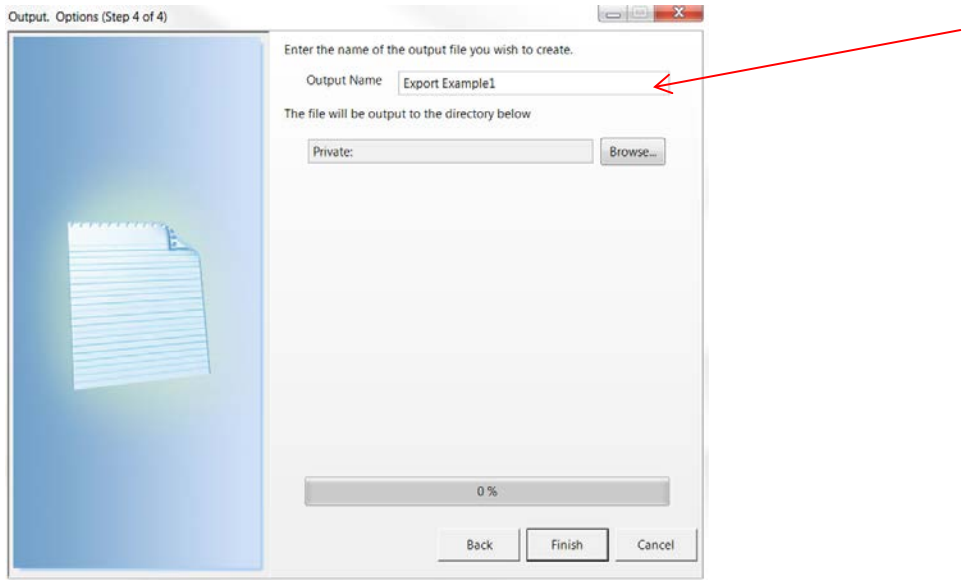 Output. Options (Step 4 of 4)
Enter the name of the output file you wish to create.
Output Name Export Example1
The file will be output to the directory below
Private: Browse...
0 %
Back Finish Cancel